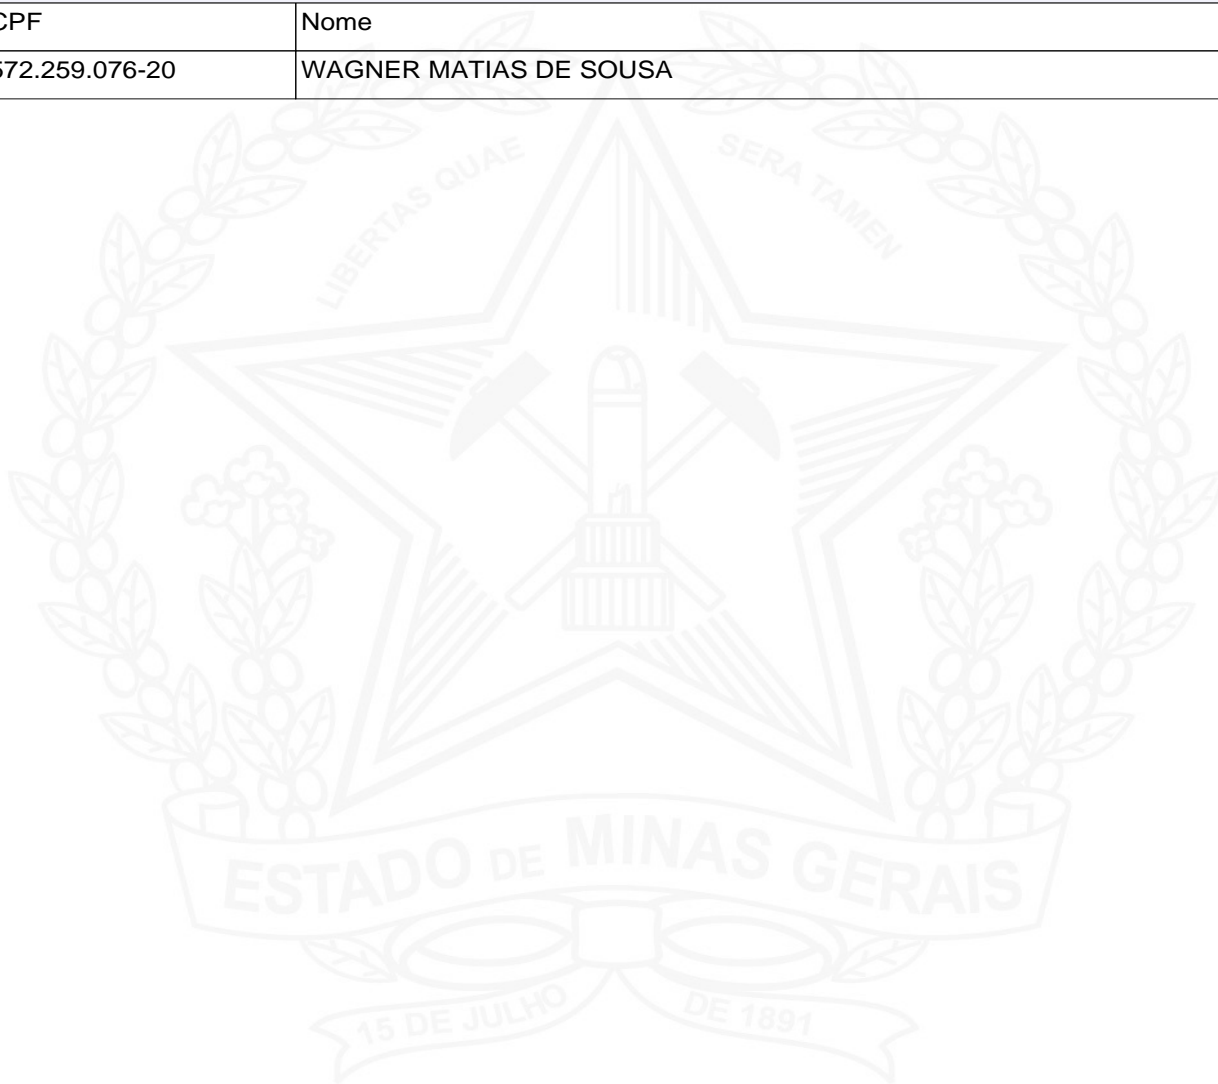 CPF Nome
572.259.076-20 WAGNER MATIAS DE SOUSA
LIBERTAS QUAE SERA TAMEN
ESTADO DE MINAS GERAIS
15 DE JULHO DE 1891